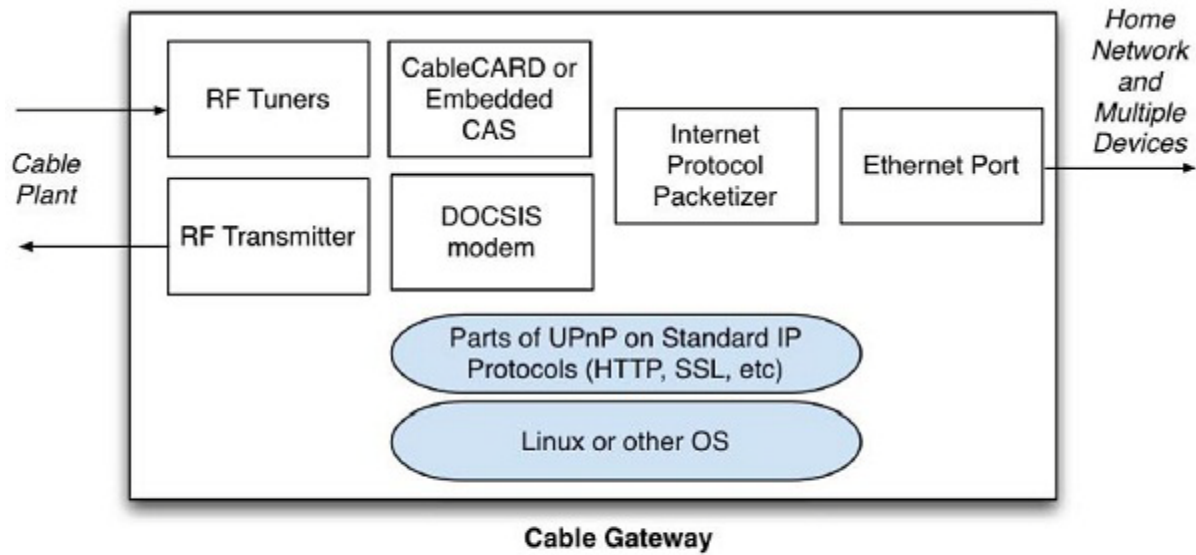 Cable
Plant
RF Tuners
CableCARD or
Embedded
CAS
RF Transmitter
DOCSIS
modem
Internet
Protocol
Packetizer
Ethernet Port
Home
Network
and
Multiple
Devices
Parts of UPnP on Standard IP
Protocols (HTTP, SSL, etc)
Linux or other OS
Cable Gateway